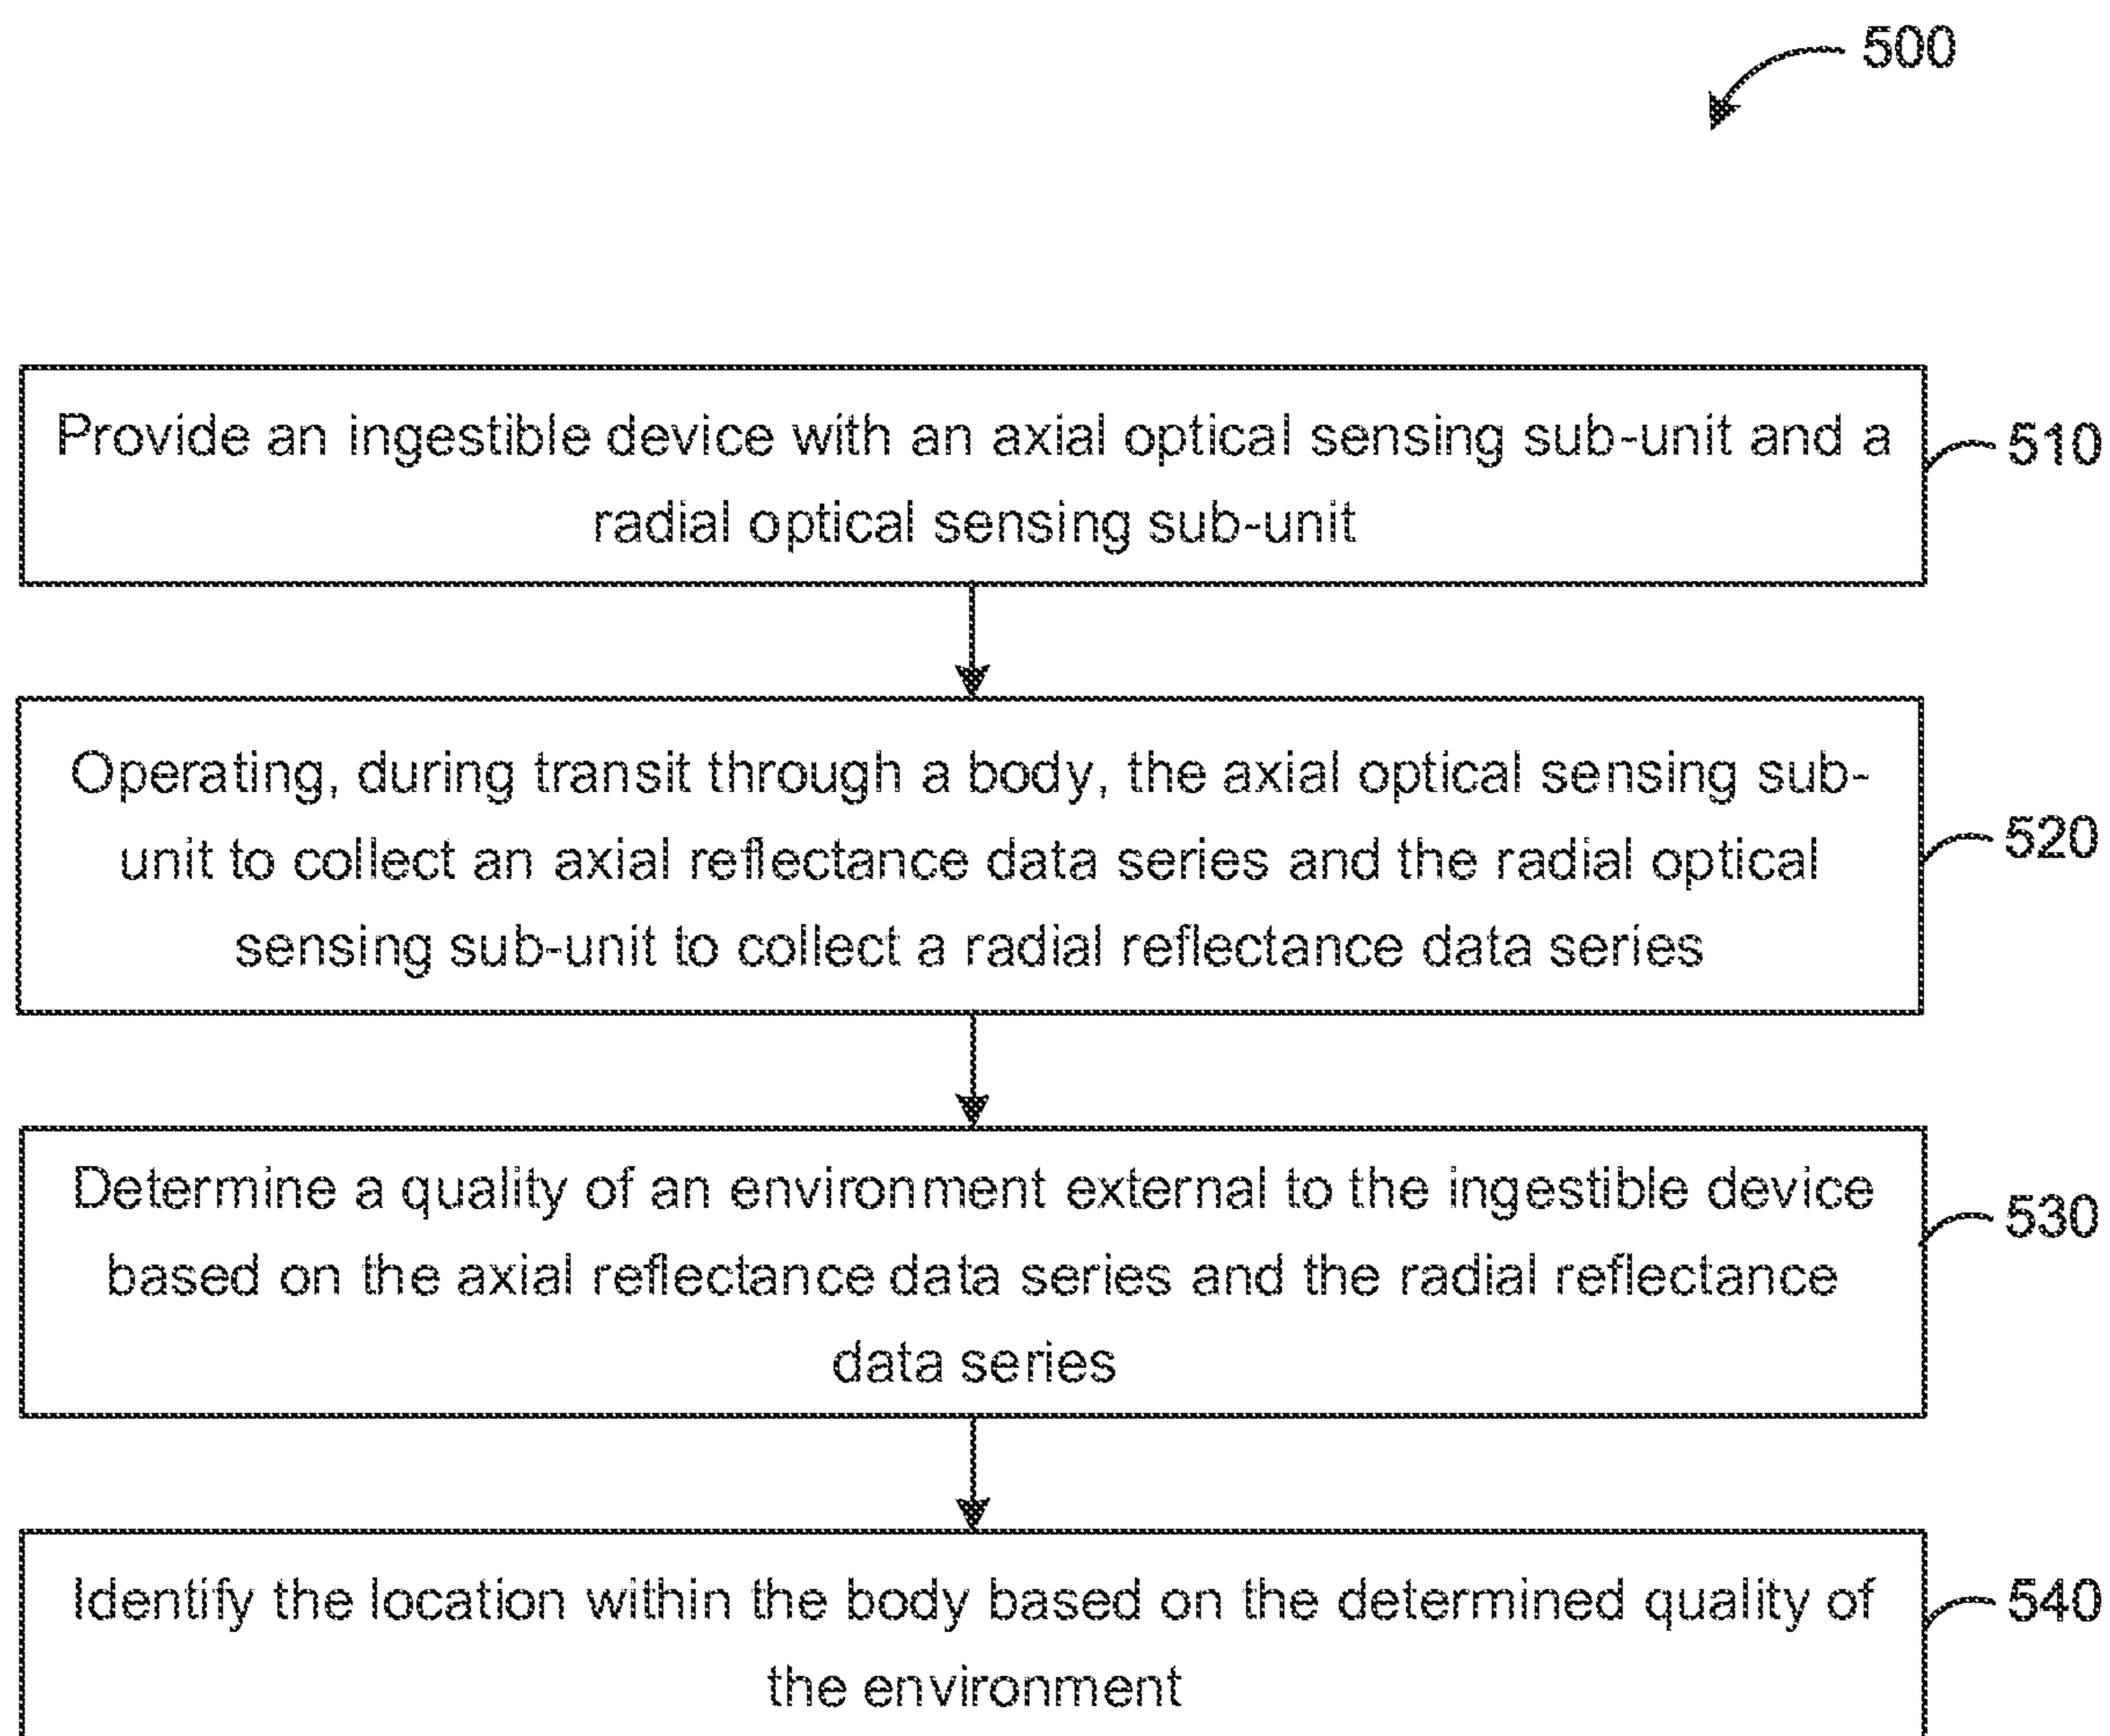 500
Provide an ingestible device with an axial optical sensing sub-unit and a
radial optical sensing sub-unit
510
Operating, during transit through a body, the axial optical sensing sub-
unit to collect an axial reflectance data series and the radial optical
sensing sub-unit to collect a radial reflectance data series
520
Determine a quality of an environment external to the ingestible device
based on the axial reflectance data series and the radial reflectance
data series
530
Identify the location within the body based on the determined quality of
the environment
540